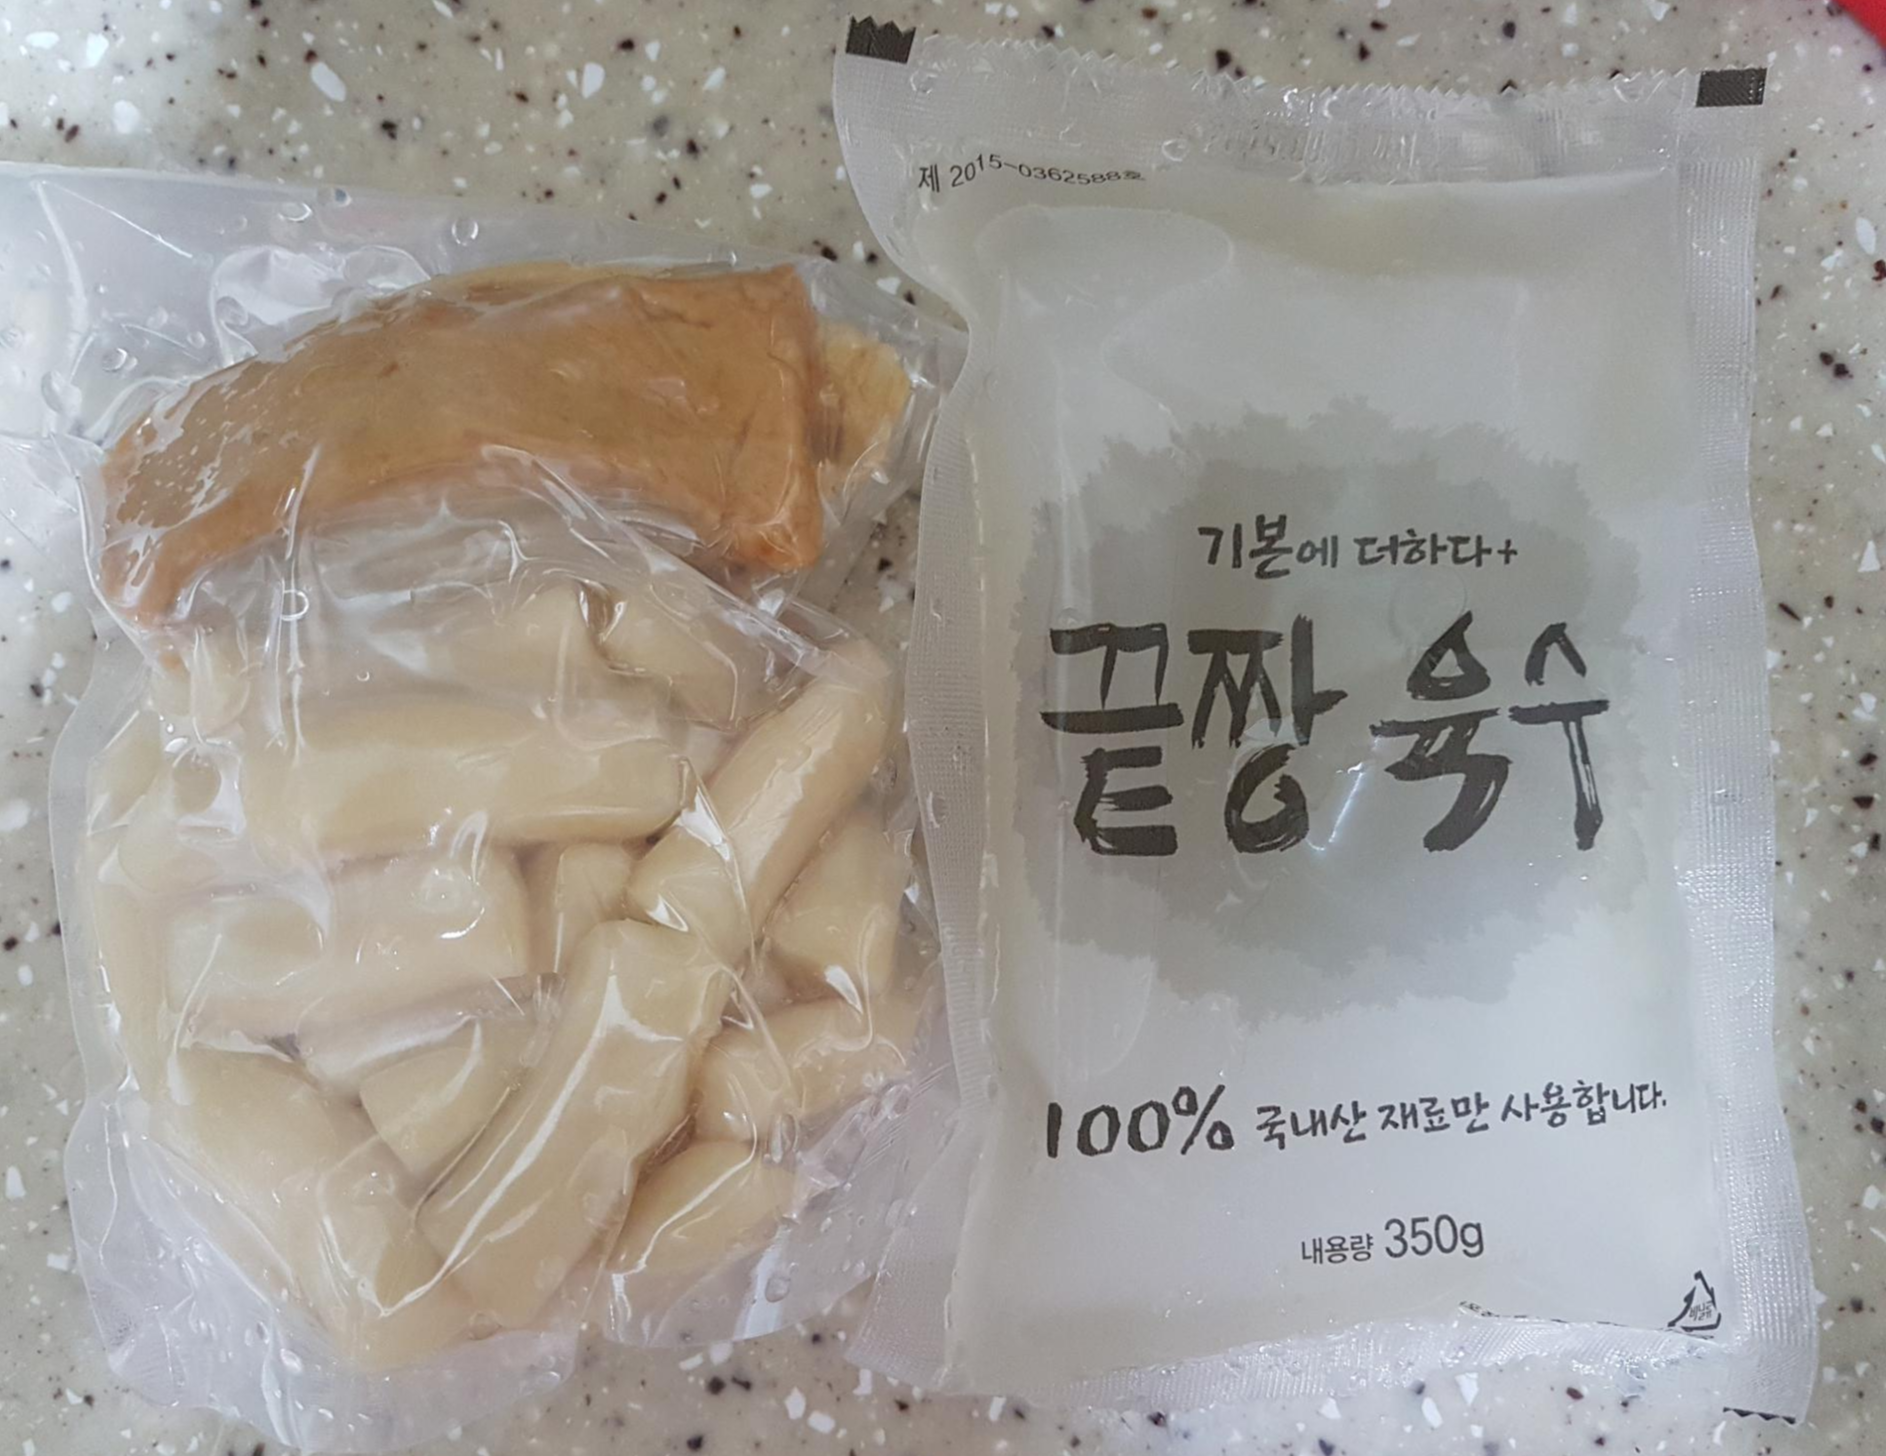 제 2015-0362588호
기본에 더하다+
끝짱 육수
100% 국내산 재료만 사용합니다.
내용량 350g